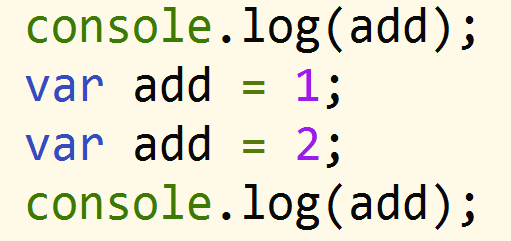 console.log(add);
var add = 1;
var add = 2;
console.log(add);